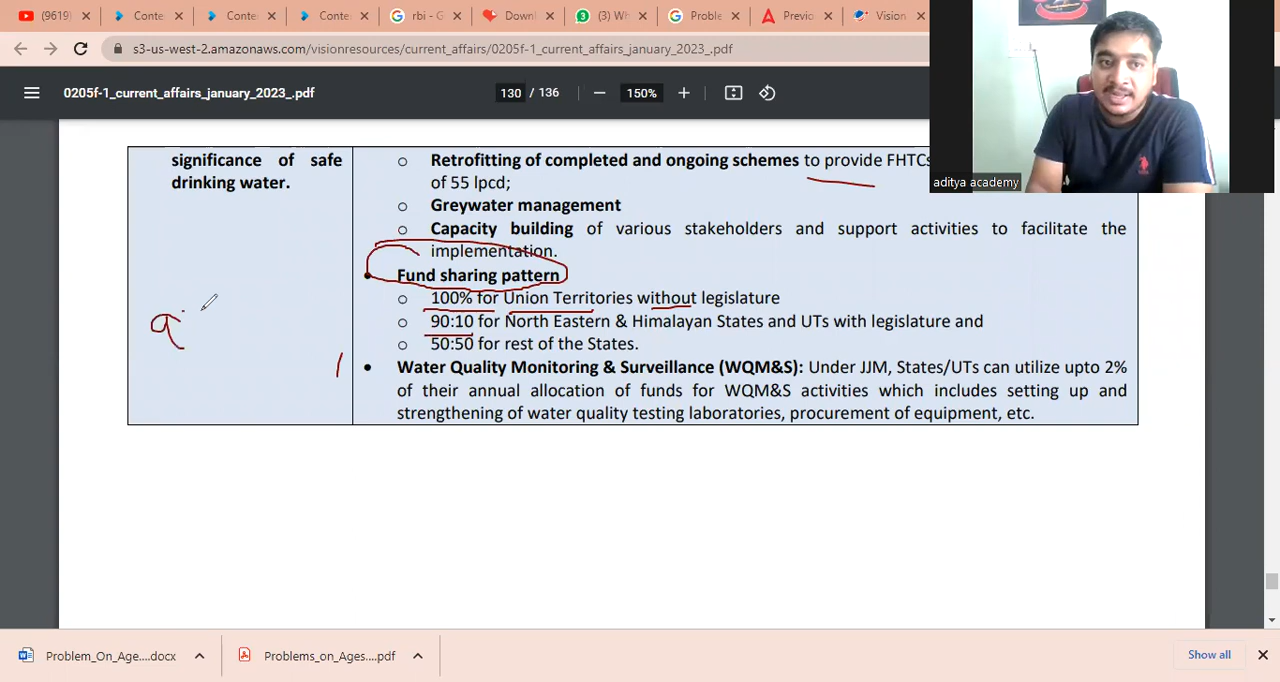 (9619)
Conte
Conte
Conte
rbi - G
Downl
(3) Wh
Proble
Previo
Vision
s3-us-west-2.amazonaws.com/visionresources/current_affairs/0205f-1_current_affairs_january_2023_.pdf
0205f-1_current_affairs_january_2023_.pdf
130 / 136
150%
aditya academy
significance of safe
drinking water.
Retrofitting of completed and ongoing schemes to provide FHTCs
of 55 lpcd;
Greywater management
Capacity building of various stakeholders and support activities to facilitate the
implementation.
Fund sharing pattern
100% for Union Territories without legislature
90:10 for North Eastern & Himalayan States and UTs with legislature and
50:50 for rest of the States.
Water Quality Monitoring & Surveillance (WQM&S): Under JJM, States/UTs can utilize upto 2%
of their annual allocation of funds for WQM&S activities which includes setting up and
strengthening of water quality testing laboratories, procurement of equipment, etc.
Problem_On_Age....docx
Problems_on_Ages....pdf
Show all